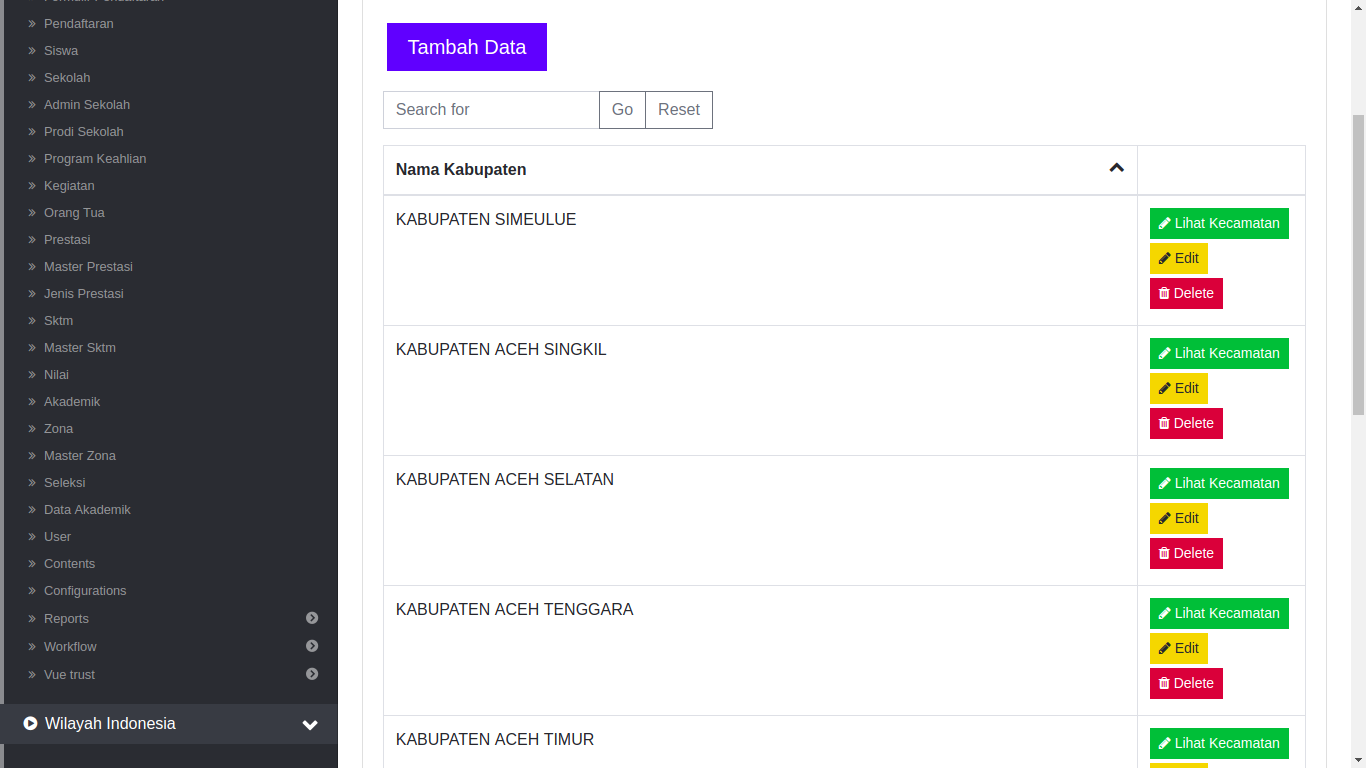 Pendaftaran
Siswa
Sekolah
Admin Sekolah
Prodi Sekolah
Program Keahlian
Kegiatan
Orang Tua
Prestasi
Master Prestasi
Jenis Prestasi
Sktm
Master Sktm
Nilai
Akademik
Zona
Master Zona
Seleksi
Data Akademik
User
Contents
Configurations
Reports
Workflow
Vue trust
Wilayah Indonesia
Tambah Data
Search for Go Reset
Nama Kabupaten
KABUPATEN SIMEULUE Lihat Kecamatan
Edit
Delete
KABUPATEN ACEH SINGKIL Lihat Kecamatan
Edit
Delete
KABUPATEN ACEH SELATAN Lihat Kecamatan
Edit
Delete
KABUPATEN ACEH TENGGARA Lihat Kecamatan
Edit
Delete
KABUPATEN ACEH TIMUR Lihat Kecamatan